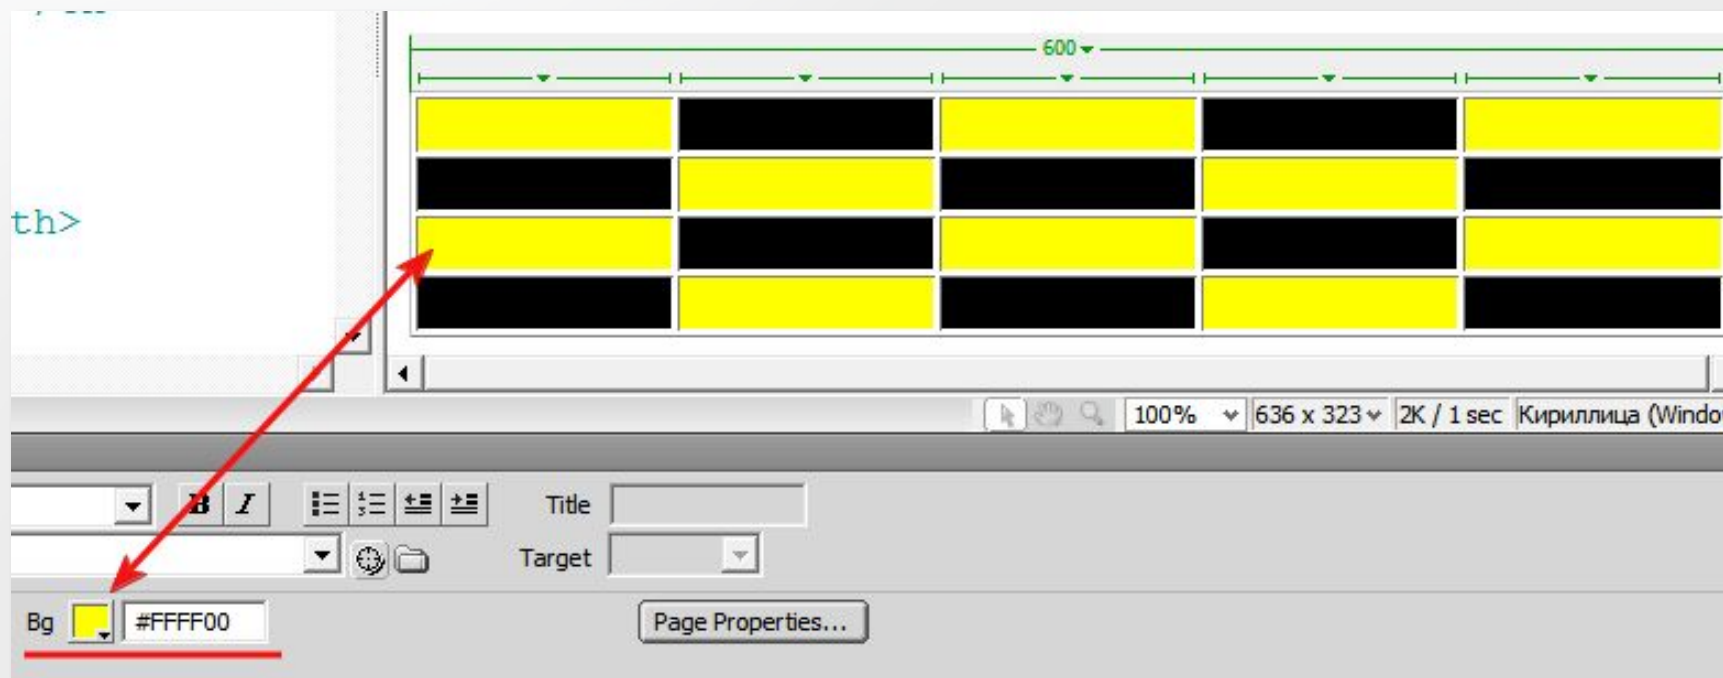 600
th>
100% 636 x 323 2K / 1 sec Кириллица (Windo
B I Title
Target
Bg #FFFF00 Page Properties...